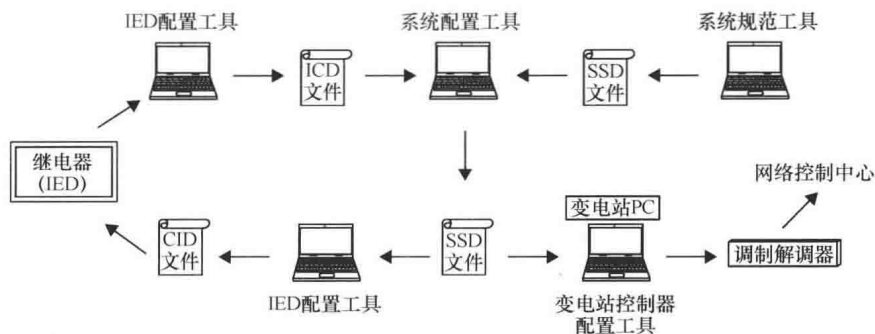 IED配置工具
系统配置工具
系统规范工具
ICD
文件
SSD
文件
继电器
(IED)
网络控制中心
变电站PC
CID
文件
SSD
文件
调制解调器
IED配置工具
变电站控制器
配置工具